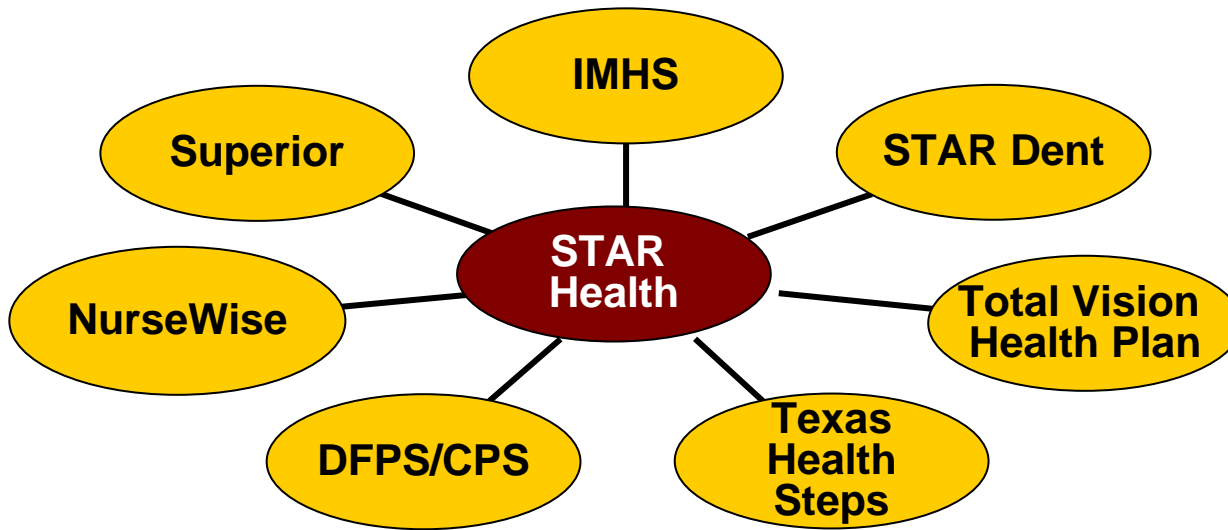 IMHS
Superior
STAR Dent
STAR
Health
NurseWise
Total Vision
Health Plan
DFPS/CPS
Texas
Health
Steps